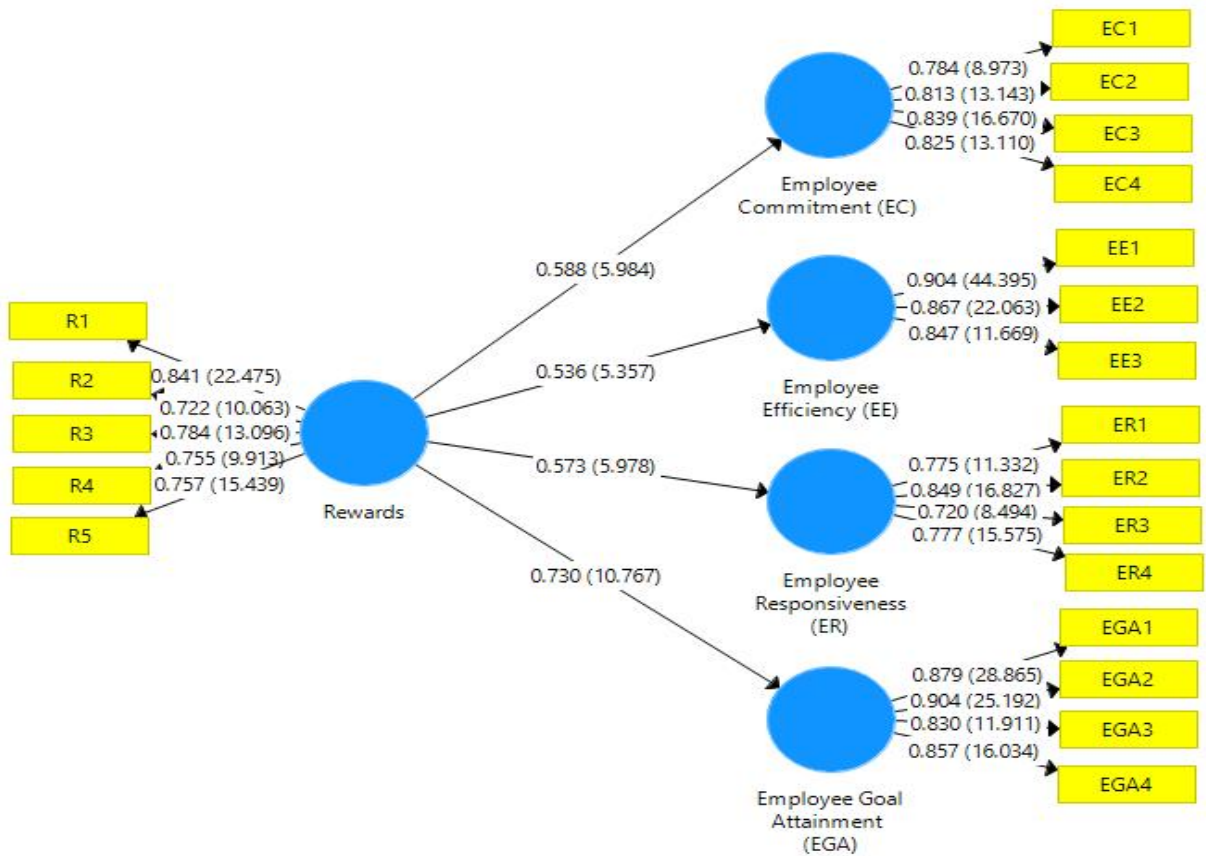 R1
R2
R3
R4
R5
0.841 (22.475)
0.722 (10.063)
0.784 (13.096)
0.755 (9.913)
0.757 (15.439)
Rewards
0.588 (5.984)
0.536 (5.357)
0.573 (5.978)
0.730 (10.767)
Employee
Commitment (EC)
0.784 (8.973)
0.813 (13.143)
0.839 (16.670)
0.825 (13.110)
EC1
EC2
EC3
EC4
Employee
Efficiency (EE)
0.904 (44.395)
0.867 (22.063)
0.847 (11.669)
EE1
EE2
EE3
Employee
Responsiveness
(ER)
0.775 (11.332)
0.849 (16.827)
0.720 (8.494)
0.777 (15.575)
ER1
ER2
ER3
ER4
Employee Goal
Attainment
(EGA)
0.879 (28.865)
0.904 (25.192)
0.830 (11.911)
0.857 (16.034)
EGA1
EGA2
EGA3
EGA4